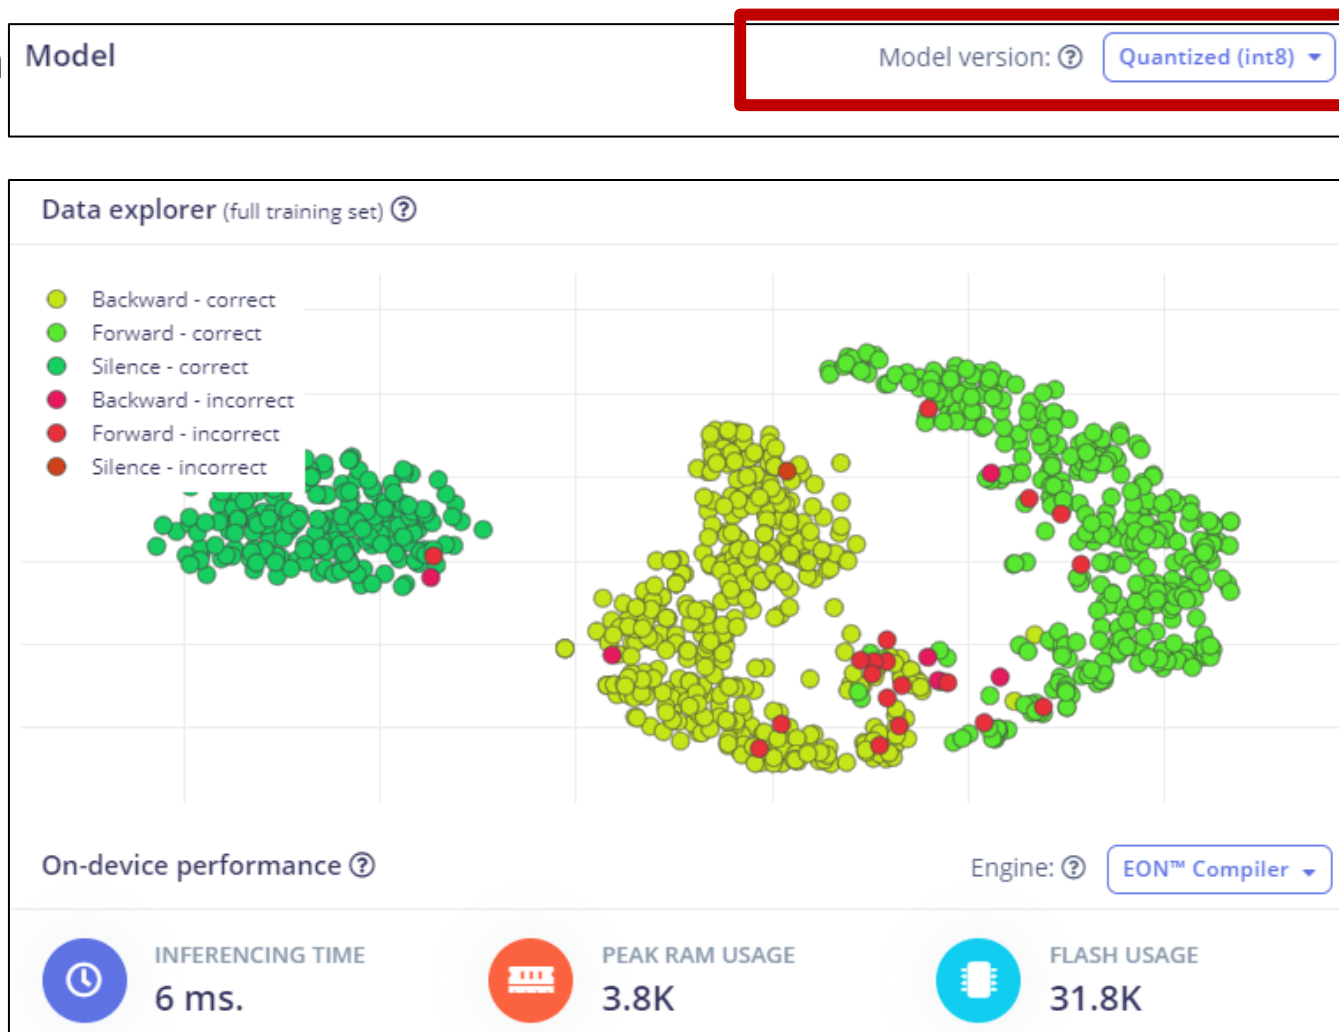 Model
Model version: ? Quantized (int8)
Data explorer (full training set) ?
Backward - correct
Forward - correct
Silence - correct
Backward - incorrect
Forward - incorrect
Silence - incorrect
On-device performance ?
Engine: ? EON™ Compiler
INFERENCING TIME
6 ms.
PEAK RAM USAGE
3.8K
FLASH USAGE
31.8K